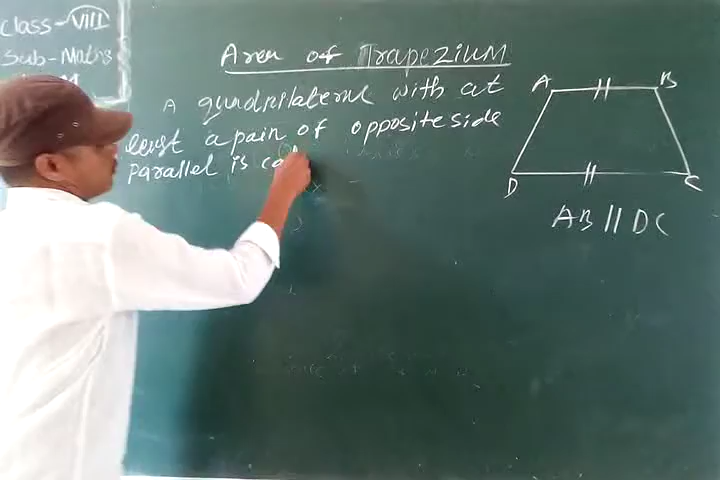 Class-VIII
Sub-Maths
Area of Trapezium
A quadrilateral with at
least a pair of opposite side
parallel is ca
A
B
D
C
AB // DC